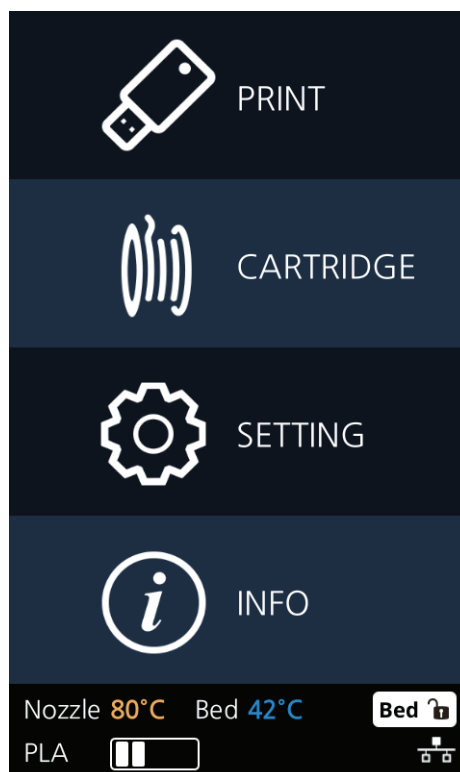 PRINT
CARTRIDGE
SETTING
INFO
Nozzle 80°C Bed 42°C Bed
PLA